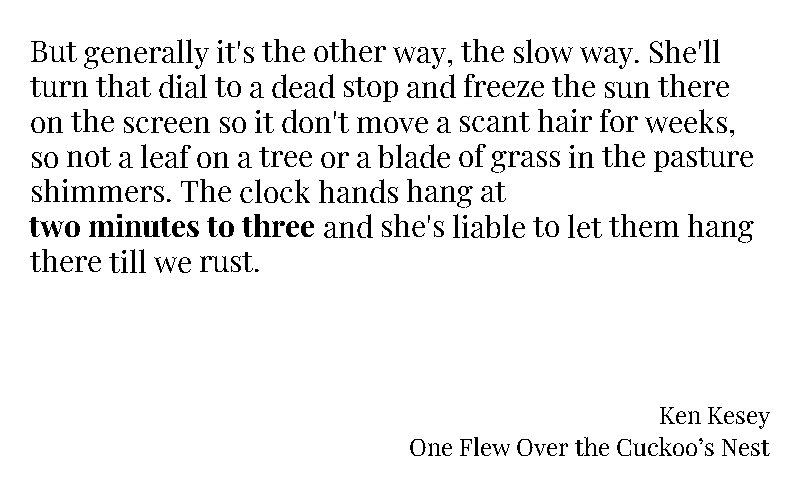 But generally it's the other way, the slow way. She'll
turn that dial to a dead stop and freeze the sun there
on the screen so it don't move a scant hair for weeks,
so not a leaf on a tree or a blade of grass in the pasture
shimmers. The clock hands hang at
two minutes to three and she's liable to let them hang
there till we rust.
Ken Kesey
One Flew Over the Cuckoo’s Nest